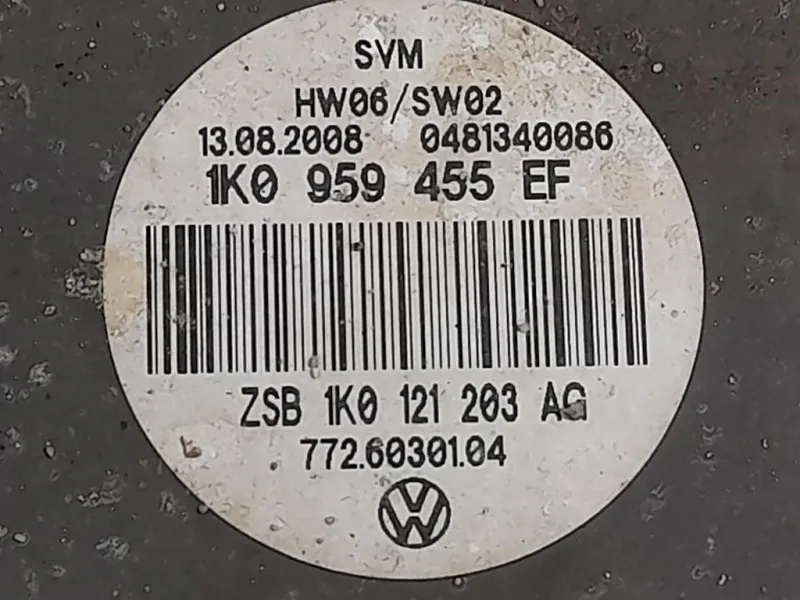 SVM
HW06/SW02
13.08.2008 0481340086
1K0 959 455 EF
ZSB 1K0 121 203 AG
772.60301.04
VW